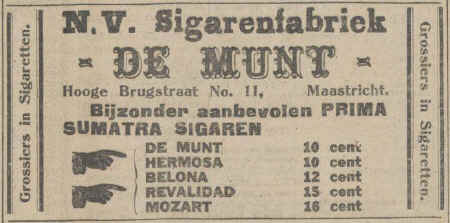 Grossiers in Sigaretten.
N.V. Sigarenfabriek
DE MUNT
Hooge Brugstraat No. 11, Maastricht.
Bijzonder aanbevolen PRIMA
SUMATRA SIGAREN
DE MUNT 10 cent
HERMOSA 10 cent
BELONA 12 cent
REVALIDAD 15 cent
MOZART 16 cent
Grossiers in Sigaretten.